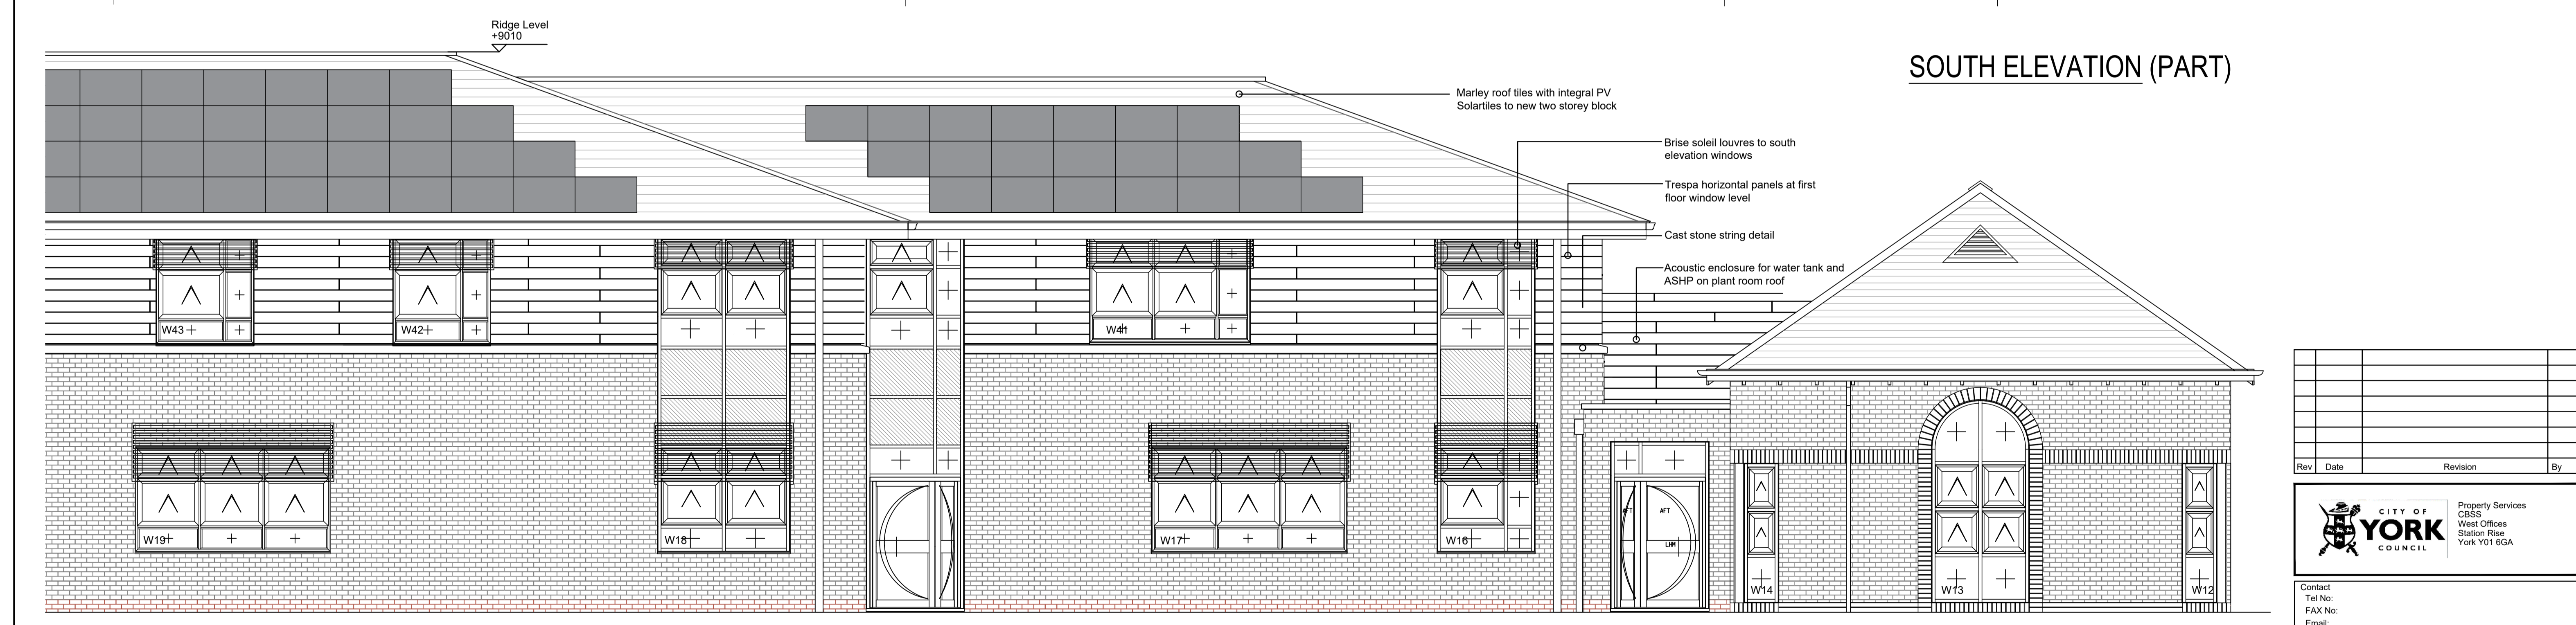 Ridge Level
+9010
SOUTH ELEVATION (PART)
Marley roof tiles with integral PV
Solartiles to new two storey block
Brise soleil louvres to south
elevation windows
Trespa horizontal panels at first
floor window level
Cast stone string detail
Acoustic enclosure for water tank and
ASHP on plant room roof
W43
W42
W41
W19
W18
W17
W16
AFT
AFT
LHM
W14
W13
W12
Rev Date Revision By
CITY OF
YORK
COUNCIL
Property Services
CBSS
West Offices
Station Rise
York Y01 6GA
Contact
Tel No:
FAX No:
Email: